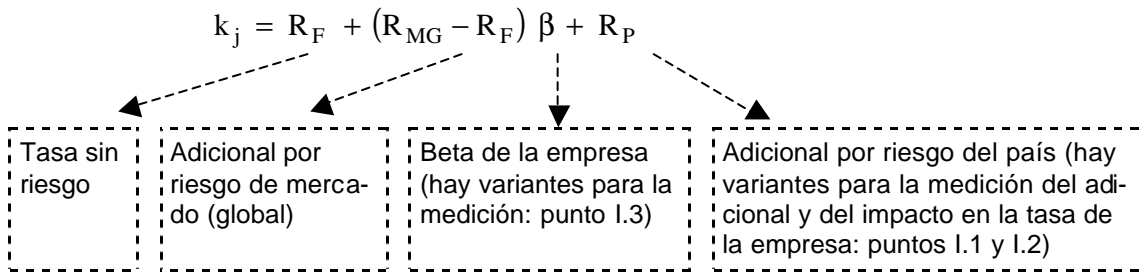 k_j = R_F + (R_MG − R_F) β + R_P
Tasa sin
riesgo
Adicional por
riesgo de merca-
do (global)
Beta de la empresa
(hay variantes para la
medición: punto I.3)
Adicional por riesgo del país (hay
variantes para la medición del adi-
cional y del impacto en la tasa de
la empresa: puntos I.1 y I.2)